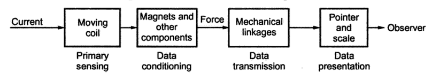 Current
Moving coil
Magnets and other components
Force
Mechanical linkages
Pointer and scale
Observer
Primary sensing
Data conditioning
Data transmission
Data presentation